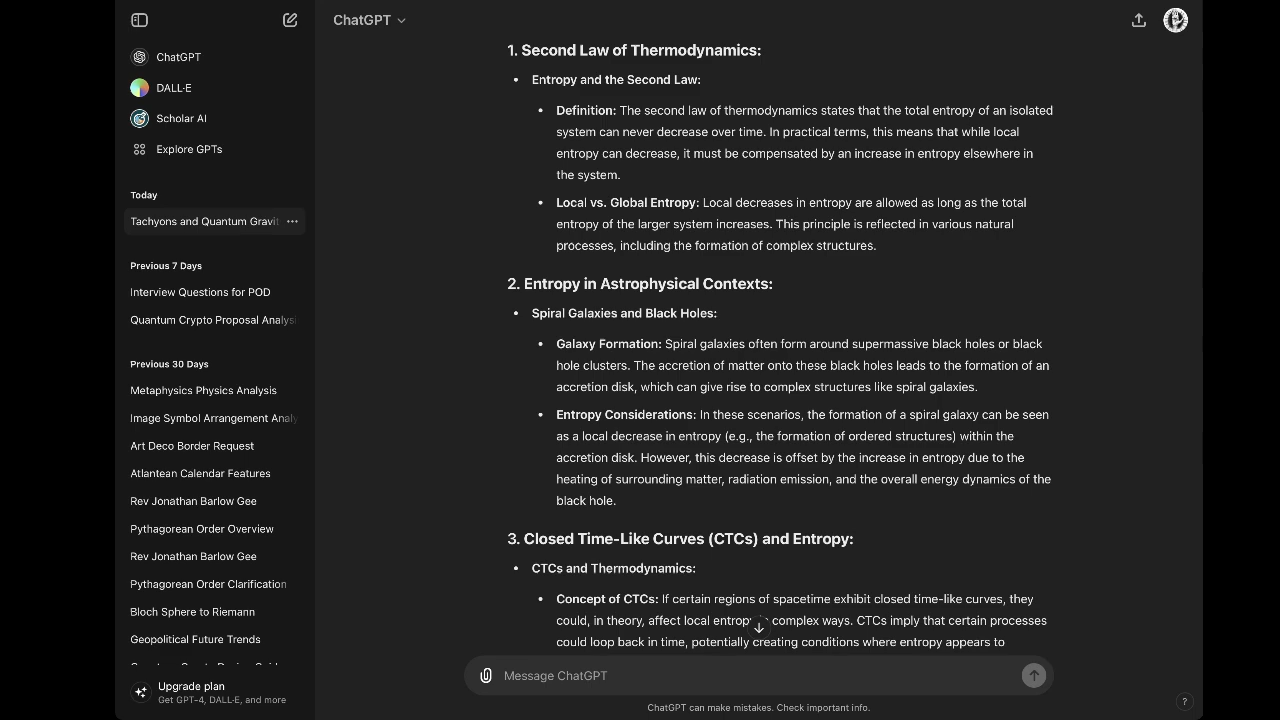 ChatGPT
DALL·E
Scholar AI
Explore GPTs
Today
Tachyons and Quantum Gravit
Previous 7 Days
Interview Questions for POD
Quantum Crypto Proposal Analysi
Previous 30 Days
Metaphysics Physics Analysis
Image Symbol Arrangement Analy
Art Deco Border Request
Atlantean Calendar Features
Rev Jonathan Barlow Gee
Pythagorean Order Overview
Rev Jonathan Barlow Gee
Pythagorean Order Clarification
Bloch Sphere to Riemann
Geopolitical Future Trends
Upgrade plan
Get GPT-4, DALL·E, and more
ChatGPT
1. Second Law of Thermodynamics:
• Entropy and the Second Law:
• Definition: The second law of thermodynamics states that the total entropy of an isolated
system can never decrease over time. In practical terms, this means that while local
entropy can decrease, it must be compensated by an increase in entropy elsewhere in
the system.
• Local vs. Global Entropy: Local decreases in entropy are allowed as long as the total
entropy of the larger system increases. This principle is reflected in various natural
processes, including the formation of complex structures.
2. Entropy in Astrophysical Contexts:
• Spiral Galaxies and Black Holes:
• Galaxy Formation: Spiral galaxies often form around supermassive black holes or black
hole clusters. The accretion of matter onto these black holes leads to the formation of an
accretion disk, which can give rise to complex structures like spiral galaxies.
• Entropy Considerations: In these scenarios, the formation of a spiral galaxy can be seen
as a local decrease in entropy (e.g., the formation of ordered structures) within the
accretion disk. However, this decrease is offset by the increase in entropy due to the
heating of surrounding matter, radiation emission, and the overall energy dynamics of the
black hole.
3. Closed Time-Like Curves (CTCs) and Entropy:
• CTCs and Thermodynamics:
• Concept of CTCs: If certain regions of spacetime exhibit closed time-like curves, they
could, in theory, affect local entropy complex ways. CTCs imply that certain processes
could loop back in time, potentially creating conditions where entropy appears to
Message ChatGPT
ChatGPT can make mistakes. Check important info.
?